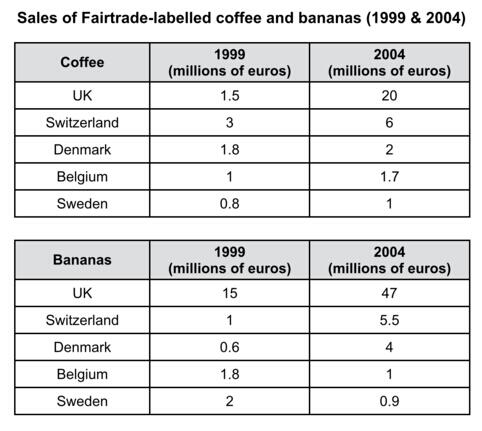 Sales of Fairtrade-labelled coffee and bananas (1999 & 2004)
Coffee 1999 (millions of euros) 2004 (millions of euros)
UK 1.5 20
Switzerland 3 6
Denmark 1.8 2
Belgium 1 1.7
Sweden 0.8 1
Bananas 1999 (millions of euros) 2004 (millions of euros)
UK 15 47
Switzerland 1 5.5
Denmark 0.6 4
Belgium 1.8 1
Sweden 2 0.9